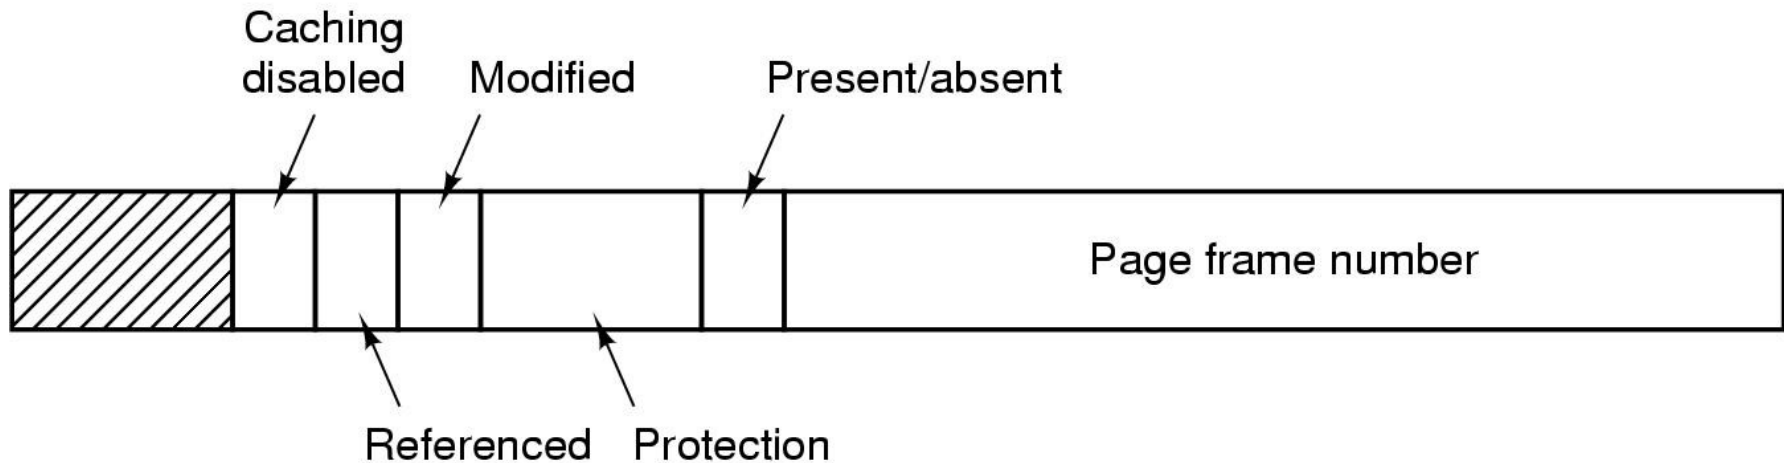 Caching
disabled
Modified
Present/absent
Page frame number
Referenced
Protection